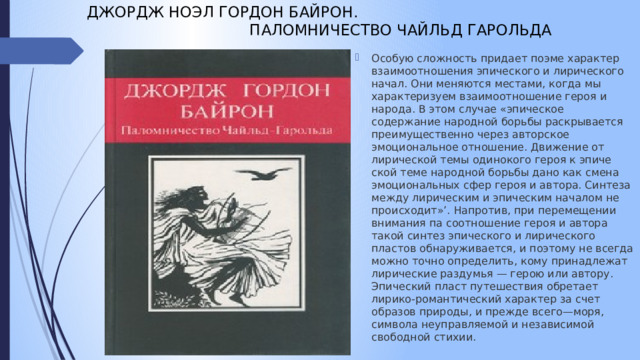 ДЖОРДЖ НОЭЛ ГОРДОН БАЙРОН.
ПАЛОМНИЧЕСТВО ЧАЙЛЬД ГАРОЛЬДА
ДЖОРДЖ ГОРДОН
БАЙРОН
Паломничество Чайльд-Гарольда
Особую сложность придает поэме характер
взаимоотношения эпического и лирического
начал. Они меняются местами, когда мы
характеризуем взаимоотношение героя и
народа. В этом случае «эпическое
содержание народной борьбы раскрывается
преимущественно через авторское
эмоциональное отношение. Движение от
лирической темы одинокого героя к эпиче
ской теме народной борьбы дано как смена
эмоциональных сфер героя и автора. Синтеза
между лирическим и эпическим началом не
происходит»’. Напротив, при перемещении
внимания па соотношение героя и автора
такой синтез эпического и лирического
пластов обнаруживается, и поэтому не всегда
можно точно определить, кому принадлежат
лирические раздумья — герою или автору.
Эпический пласт путешествия обретает
лирико-романтический характер за счет
образов природы, и прежде всего—моря,
символа неуправляемой и независимой
свободной стихии.